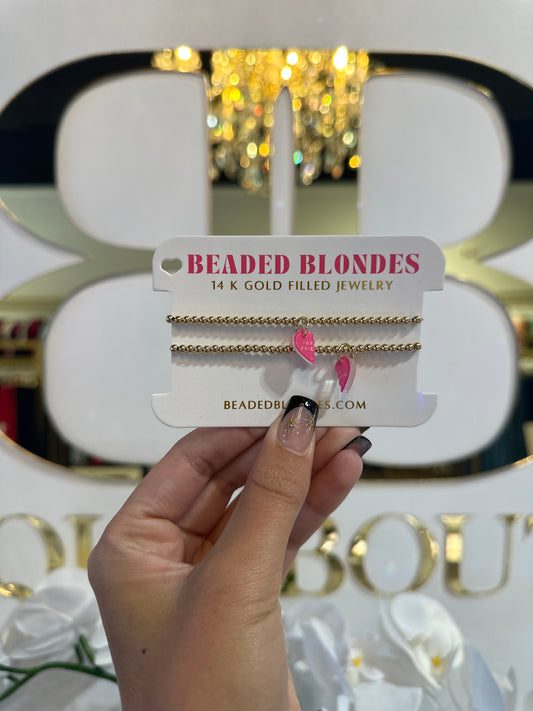 BEADED BLONDES
14 K GOLD FILLED JEWELRY
BEADEDBLONDES.COM